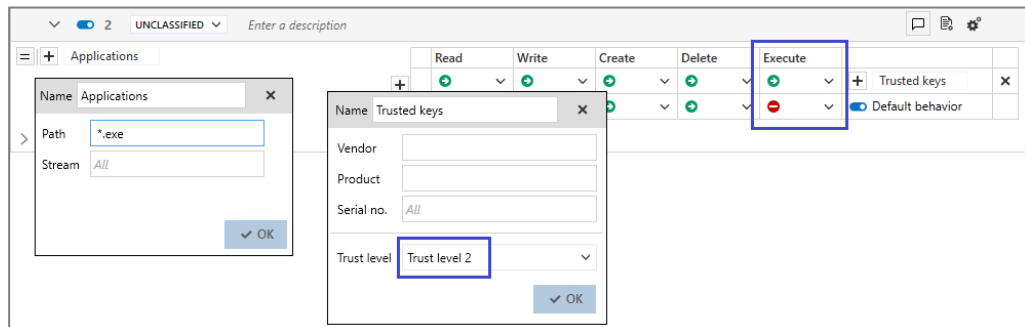 2 UNCLASSIFIED Enter a description
Applications
Read Write Create Delete Execute
Trusted keys
Default behavior
Name Applications
Path *.exe
Stream All
OK
Name Trusted keys
Vendor
Product
Serial no. All
Trust level Trust level 2
OK